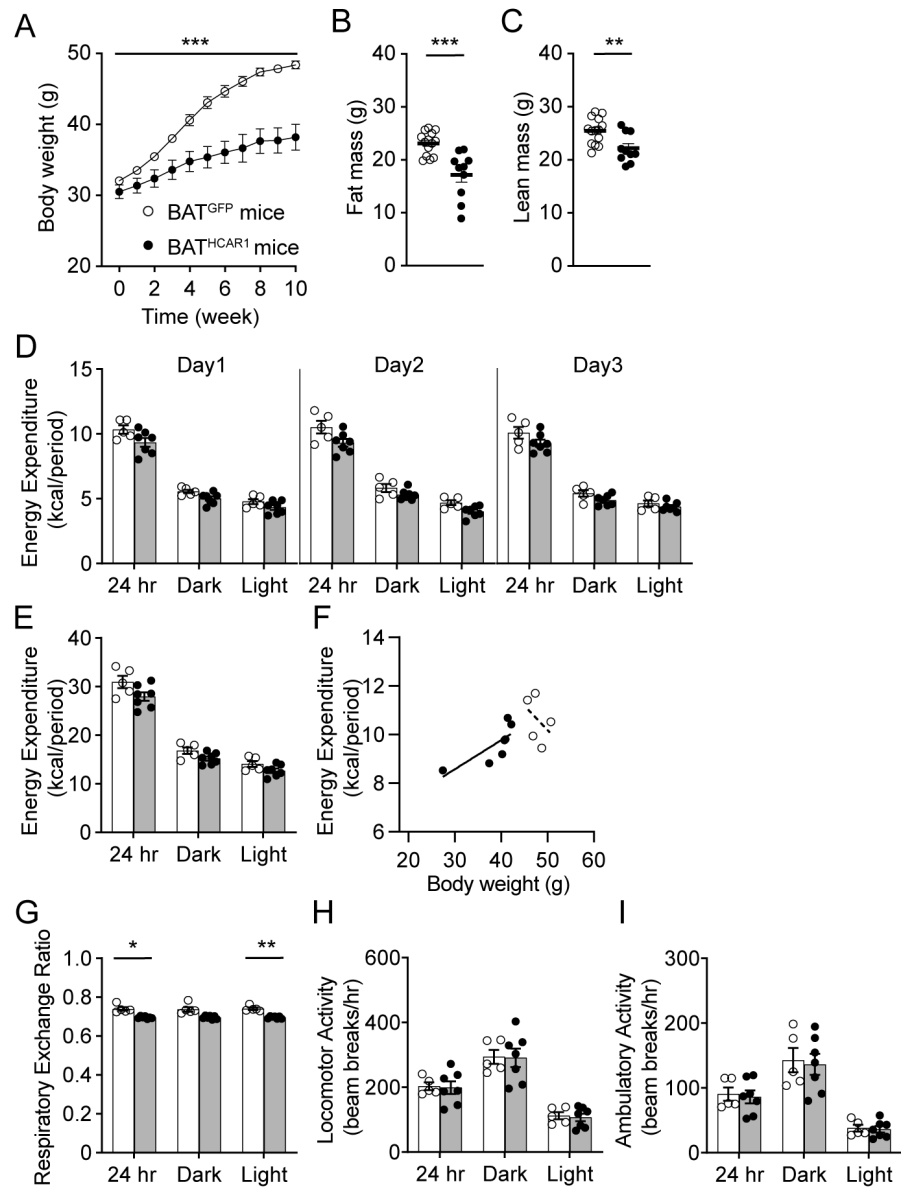 A
***
Body weight (g)
50
40
30
20
0 2 4 6 8 10
Time (week)
BATGFP mice
BATHCAR1 mice
B
***
Fat mass (g)
40
30
20
10
0
C
**
Lean mass (g)
40
30
20
10
0
D
Day1 Day2 Day3
Energy Expenditure
(kcal/period)
15
10
5
0
24 hr Dark Light 24 hr Dark Light 24 hr Dark Light
E
Energy Expenditure
(kcal/period)
40
30
20
10
0
24 hr Dark Light
F
Energy Expenditure
(kcal/period)
14
12
10
8
6
20 30 40 50 60
Body weight (g)
G
* **
Respiratory Exchange Ratio
1.0
0.8
0.6
0.4
0.2
0.0
24 hr Dark Light
H
Locomotor Activity
(beam breaks/hr)
600
400
200
0
24 hr Dark Light
I
Ambulatory Activity
(beam breaks/hr)
300
200
100
0
24 hr Dark Light